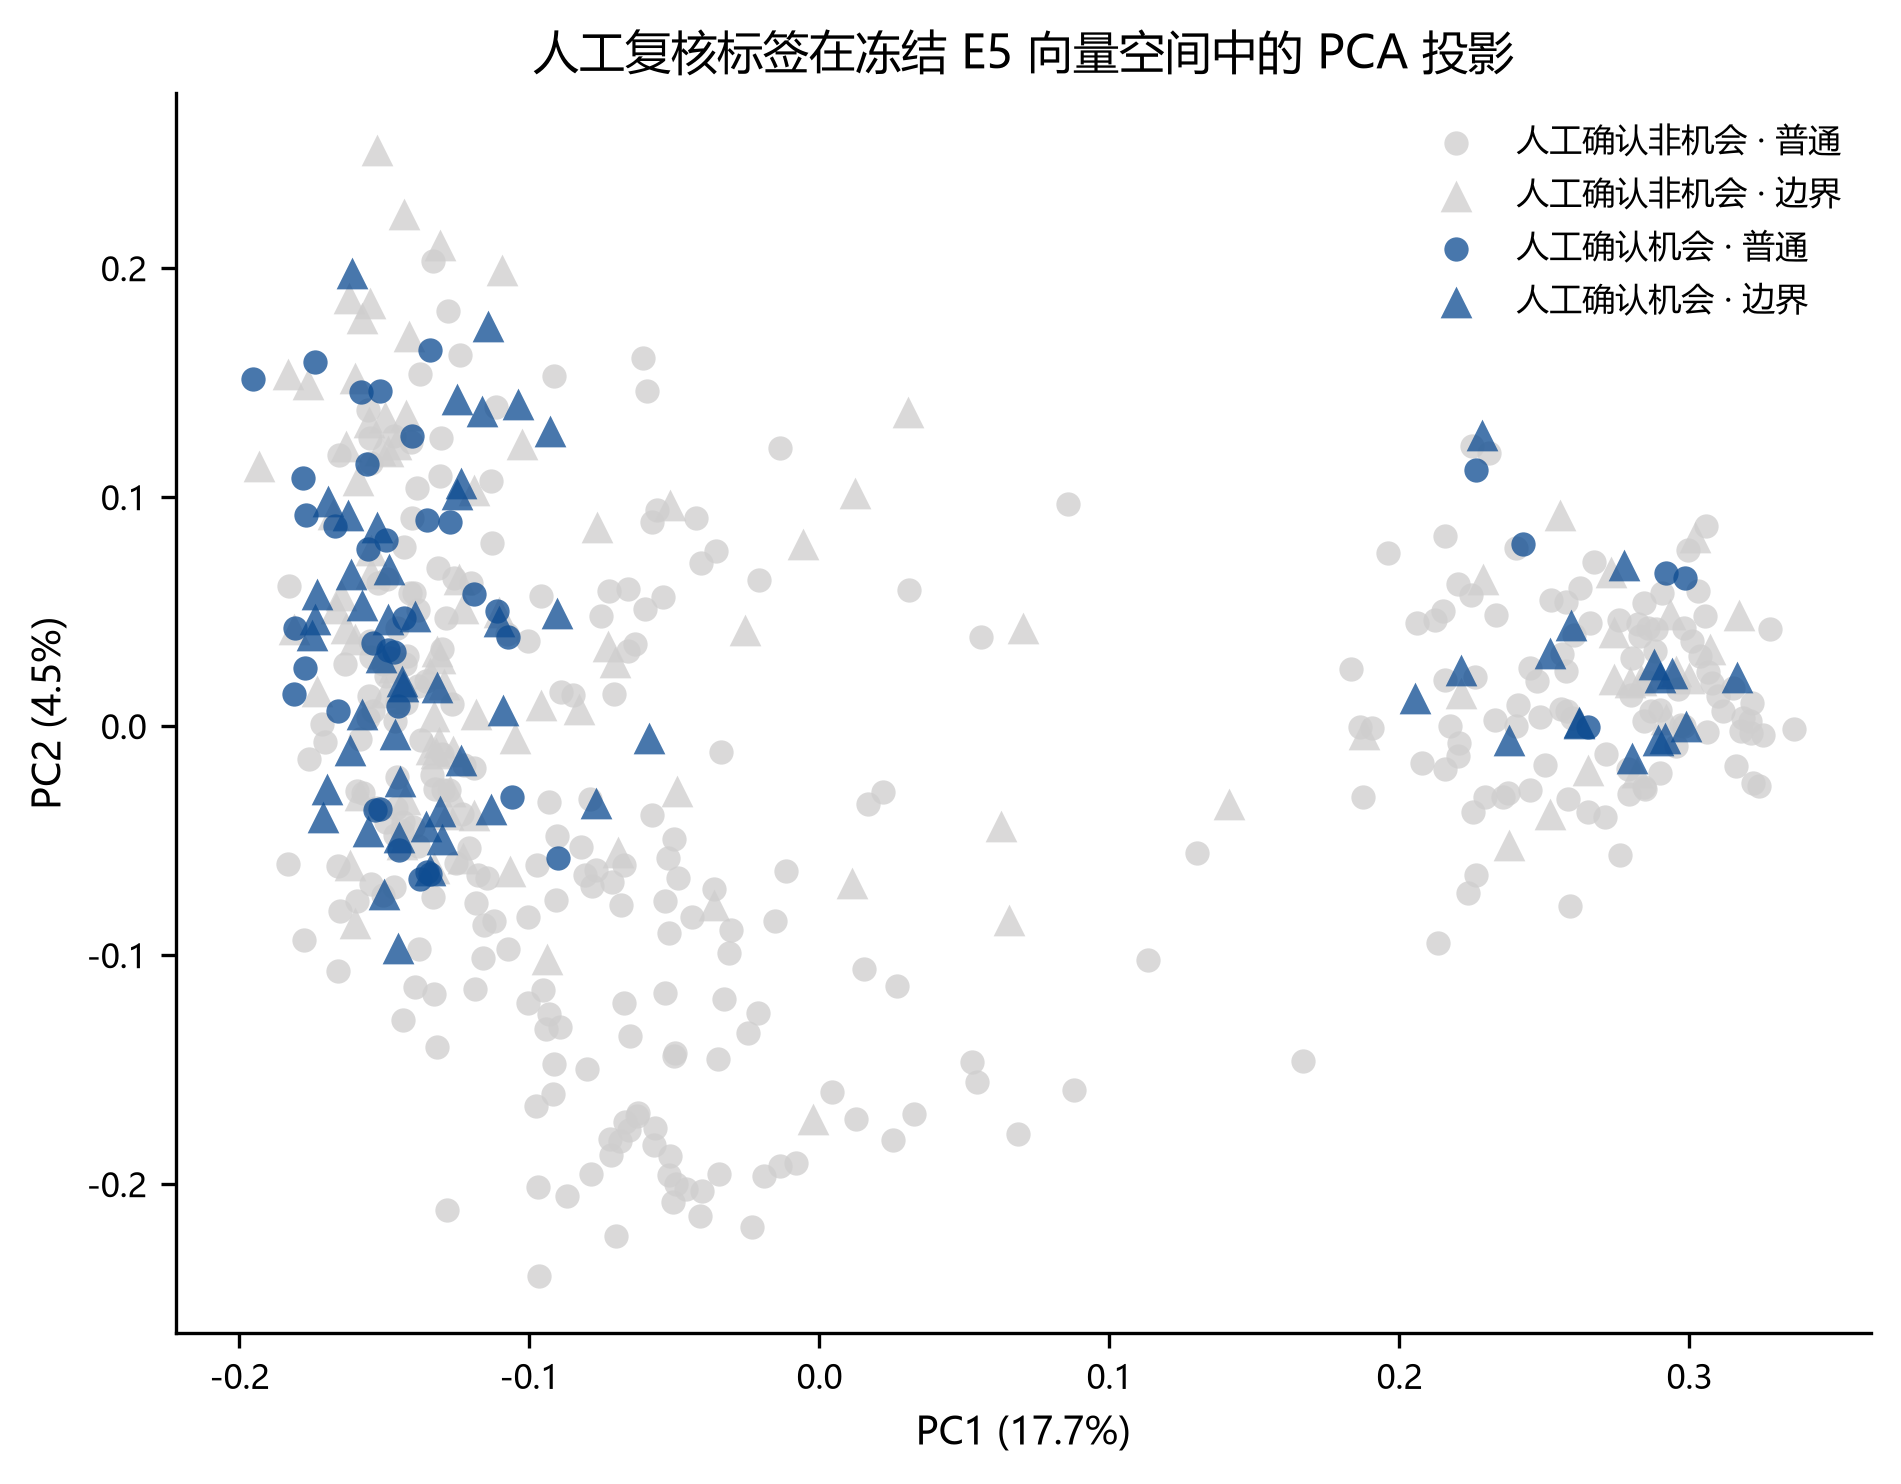 人工复核标签在冻结 E5 向量空间中的 PCA 投影
人工确认非机会 · 普通
人工确认非机会 · 边界
人工确认机会 · 普通
人工确认机会 · 边界
0.2
0.1
0.0
-0.1
-0.2
PC2 (4.5%)
-0.2
-0.1
0.0
0.1
0.2
0.3
PC1 (17.7%)